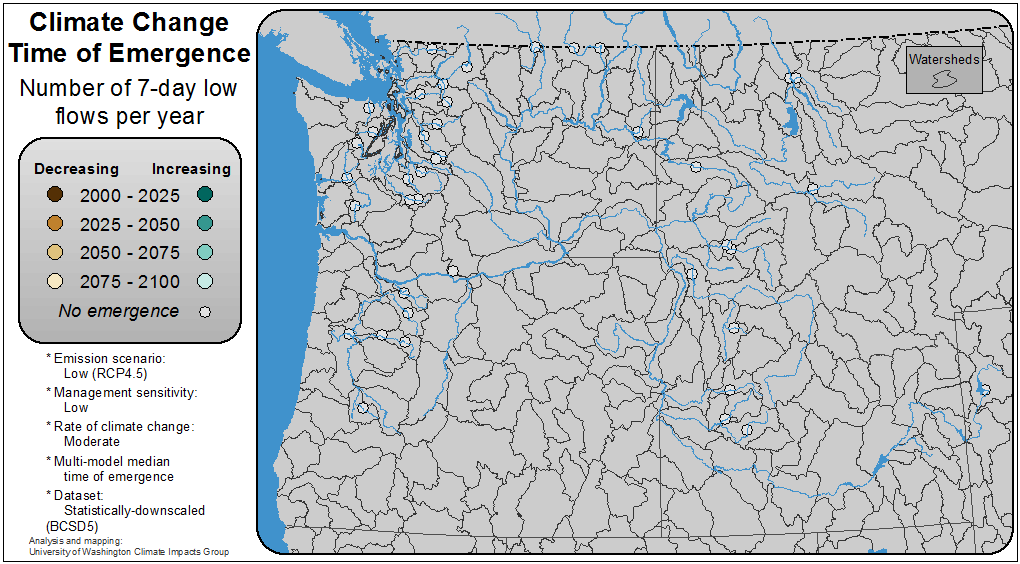 Climate Change
Time of Emergence
Number of 7-day low
flows per year
Decreasing Increasing
2000 - 2025
2025 - 2050
2050 - 2075
2075 - 2100
No emergence
* Emission scenario:
Low (RCP4.5)
* Management sensitivity:
Low
* Rate of climate change:
Moderate
* Multi-model median
time of emergence
* Dataset:
Statistically-downscaled
(BCSD5)
Analysis and mapping:
University of Washington Climate Impacts Group
Watersheds